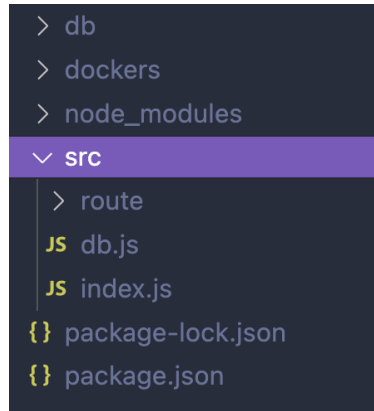 db
dockers
node_modules
src
route
JS db.js
JS index.js
{} package-lock.json
{} package.json